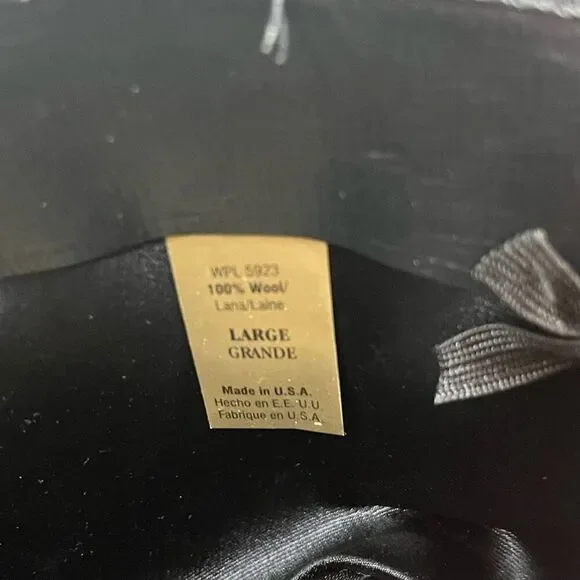 WPL 5923
100% Wool/
Lana/Laine
LARGE
GRANDE
Made in U.S.A.
Hecho en E.E. U.U.
Fabrique en U.S.A.